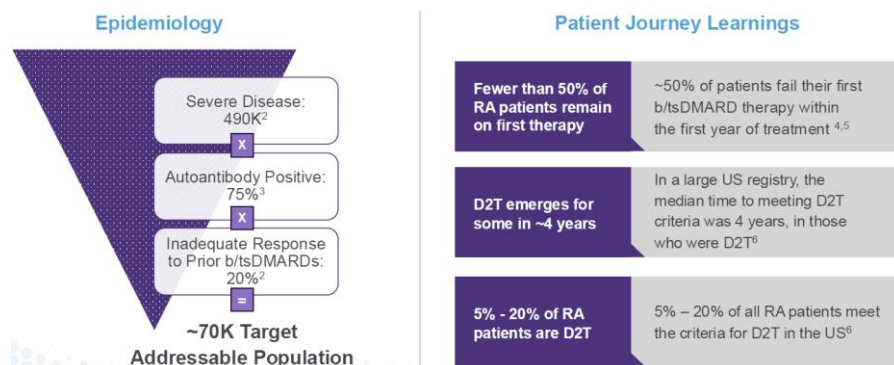 Epidemiology
Severe Disease:
490K2
X
Autoantibody Positive:
75%3
X
Inadequate Response
to Prior b/tsDMARDs:
20%2
=
~70K Target
Addressable Population
Patient Journey Learnings
Fewer than 50% of
RA patients remain
on first therapy
~50% of patients fail their first
b/tsDMARD therapy within
the first year of treatment 4,5
D2T emerges for
some in ~4 years
In a large US registry, the
median time to meeting D2T
criteria was 4 years, in those
who were D2T6
5% - 20% of RA
patients are D2T
5% – 20% of all RA patients meet
the criteria for D2T in the US6